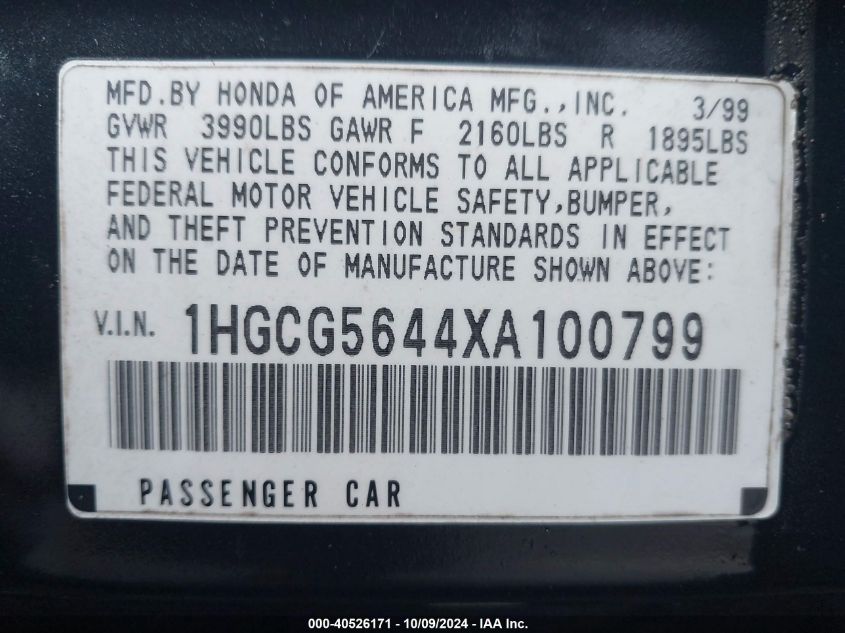 MFD.BY HONDA OF AMERICA MFG.,INC. 3/99
GVWR 3990LBS GAWR F 2160LBS R 1895LBS
THIS VEHICLE CONFORMS TO ALL APPLICABLE
FEDERAL MOTOR VEHICLE SAFETY,BUMPER,
AND THEFT PREVENTION STANDARDS IN EFFECT
ON THE DATE OF MANUFACTURE SHOWN ABOVE:
V.I.N. 1HGCG5644XA100799
PASSENGER CAR
000-40526171 - 10/09/2024 - IAA Inc.